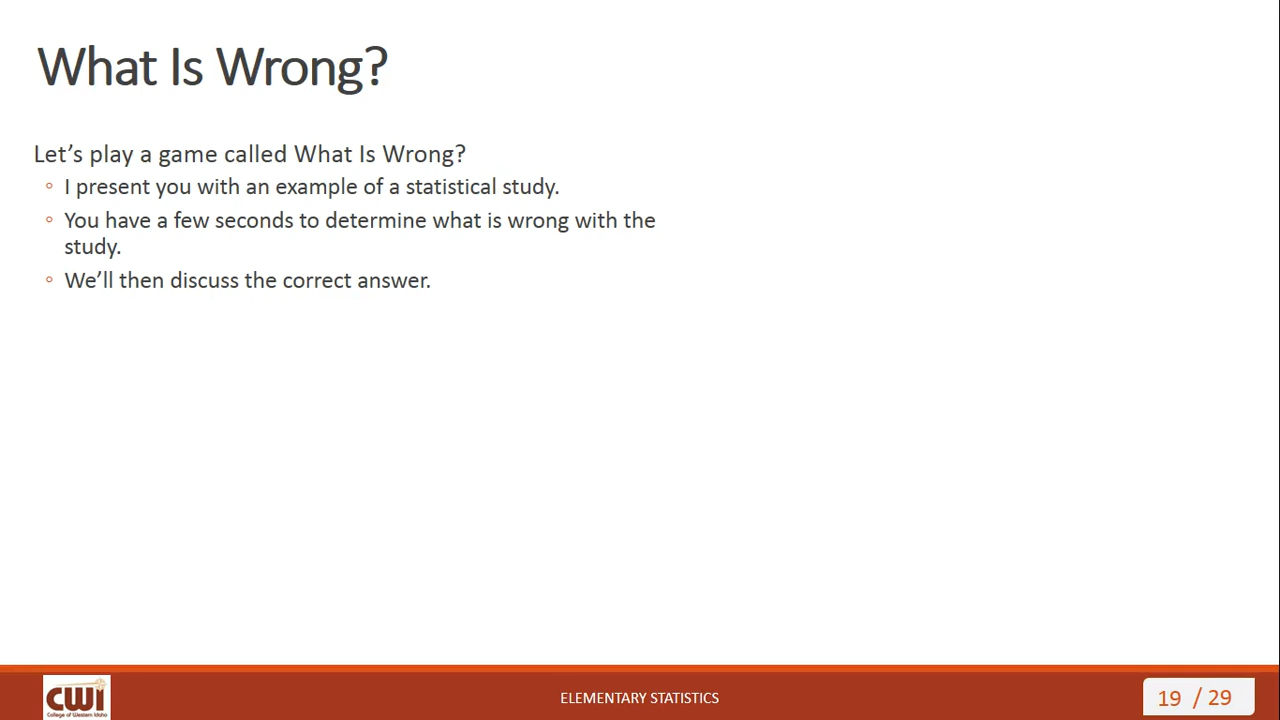 What Is Wrong?
Let’s play a game called What Is Wrong?
◦ I present you with an example of a statistical study.
◦ You have a few seconds to determine what is wrong with the
study.
◦ We’ll then discuss the correct answer.
CWI
College of Western Idaho
ELEMENTARY STATISTICS
19 / 29